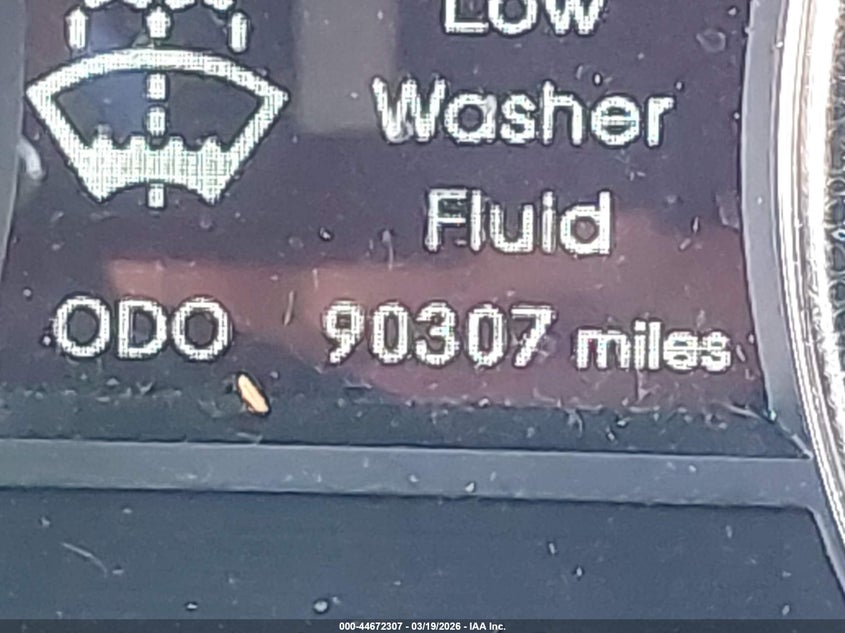 Low
Washer
Fluid
ODO 90307 miles
000-44672307 - 03/19/2026 - IAA Inc.